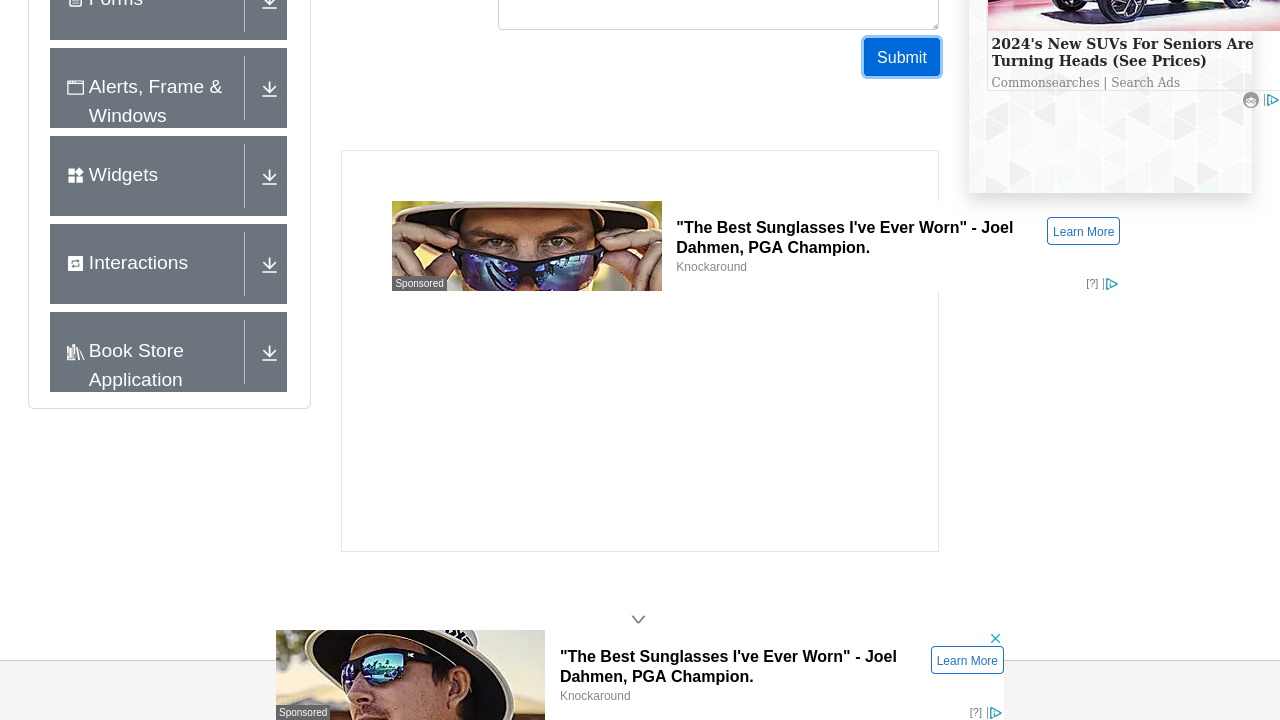 Forms
Alerts, Frame &
Windows
Widgets
Interactions
Book Store
Application
Submit
2024's New SUVs For Seniors Are
Turning Heads (See Prices)
Commonsearches | Search Ads
"The Best Sunglasses I've Ever Worn" - Joel
Dahmen, PGA Champion.
Knockaround
Learn More
Sponsored
[?]
"The Best Sunglasses I've Ever Worn" - Joel
Dahmen, PGA Champion.
Knockaround
Learn More
Sponsored
[?]